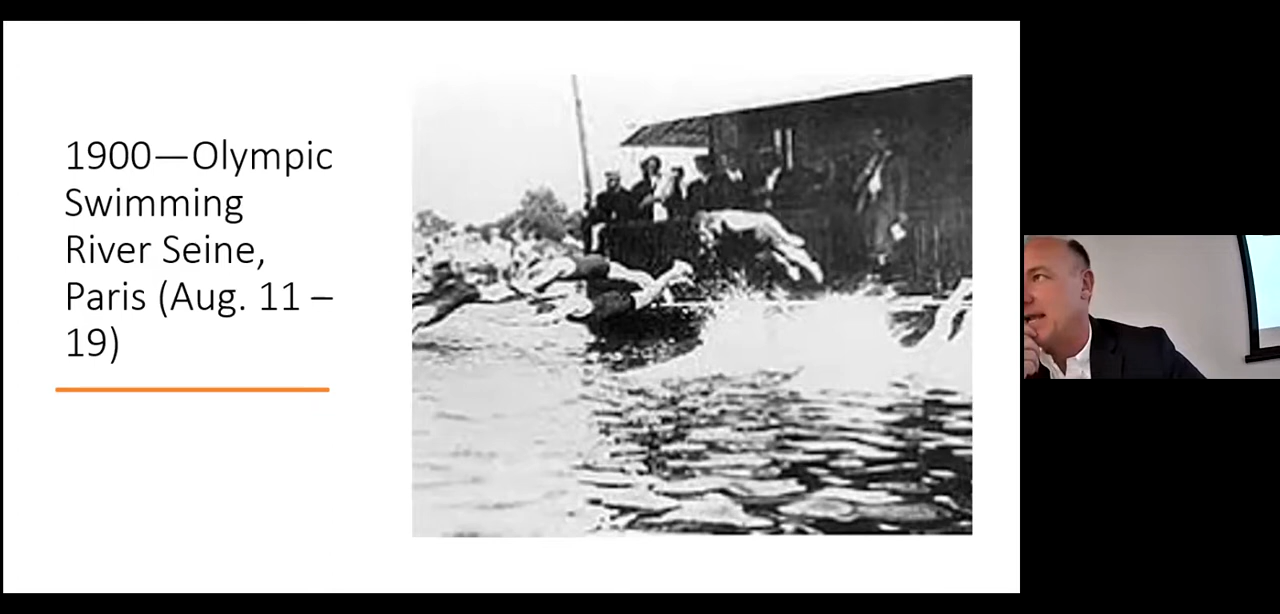 1900—Olympic
Swimming
River Seine,
Paris (Aug. 11 –
19)